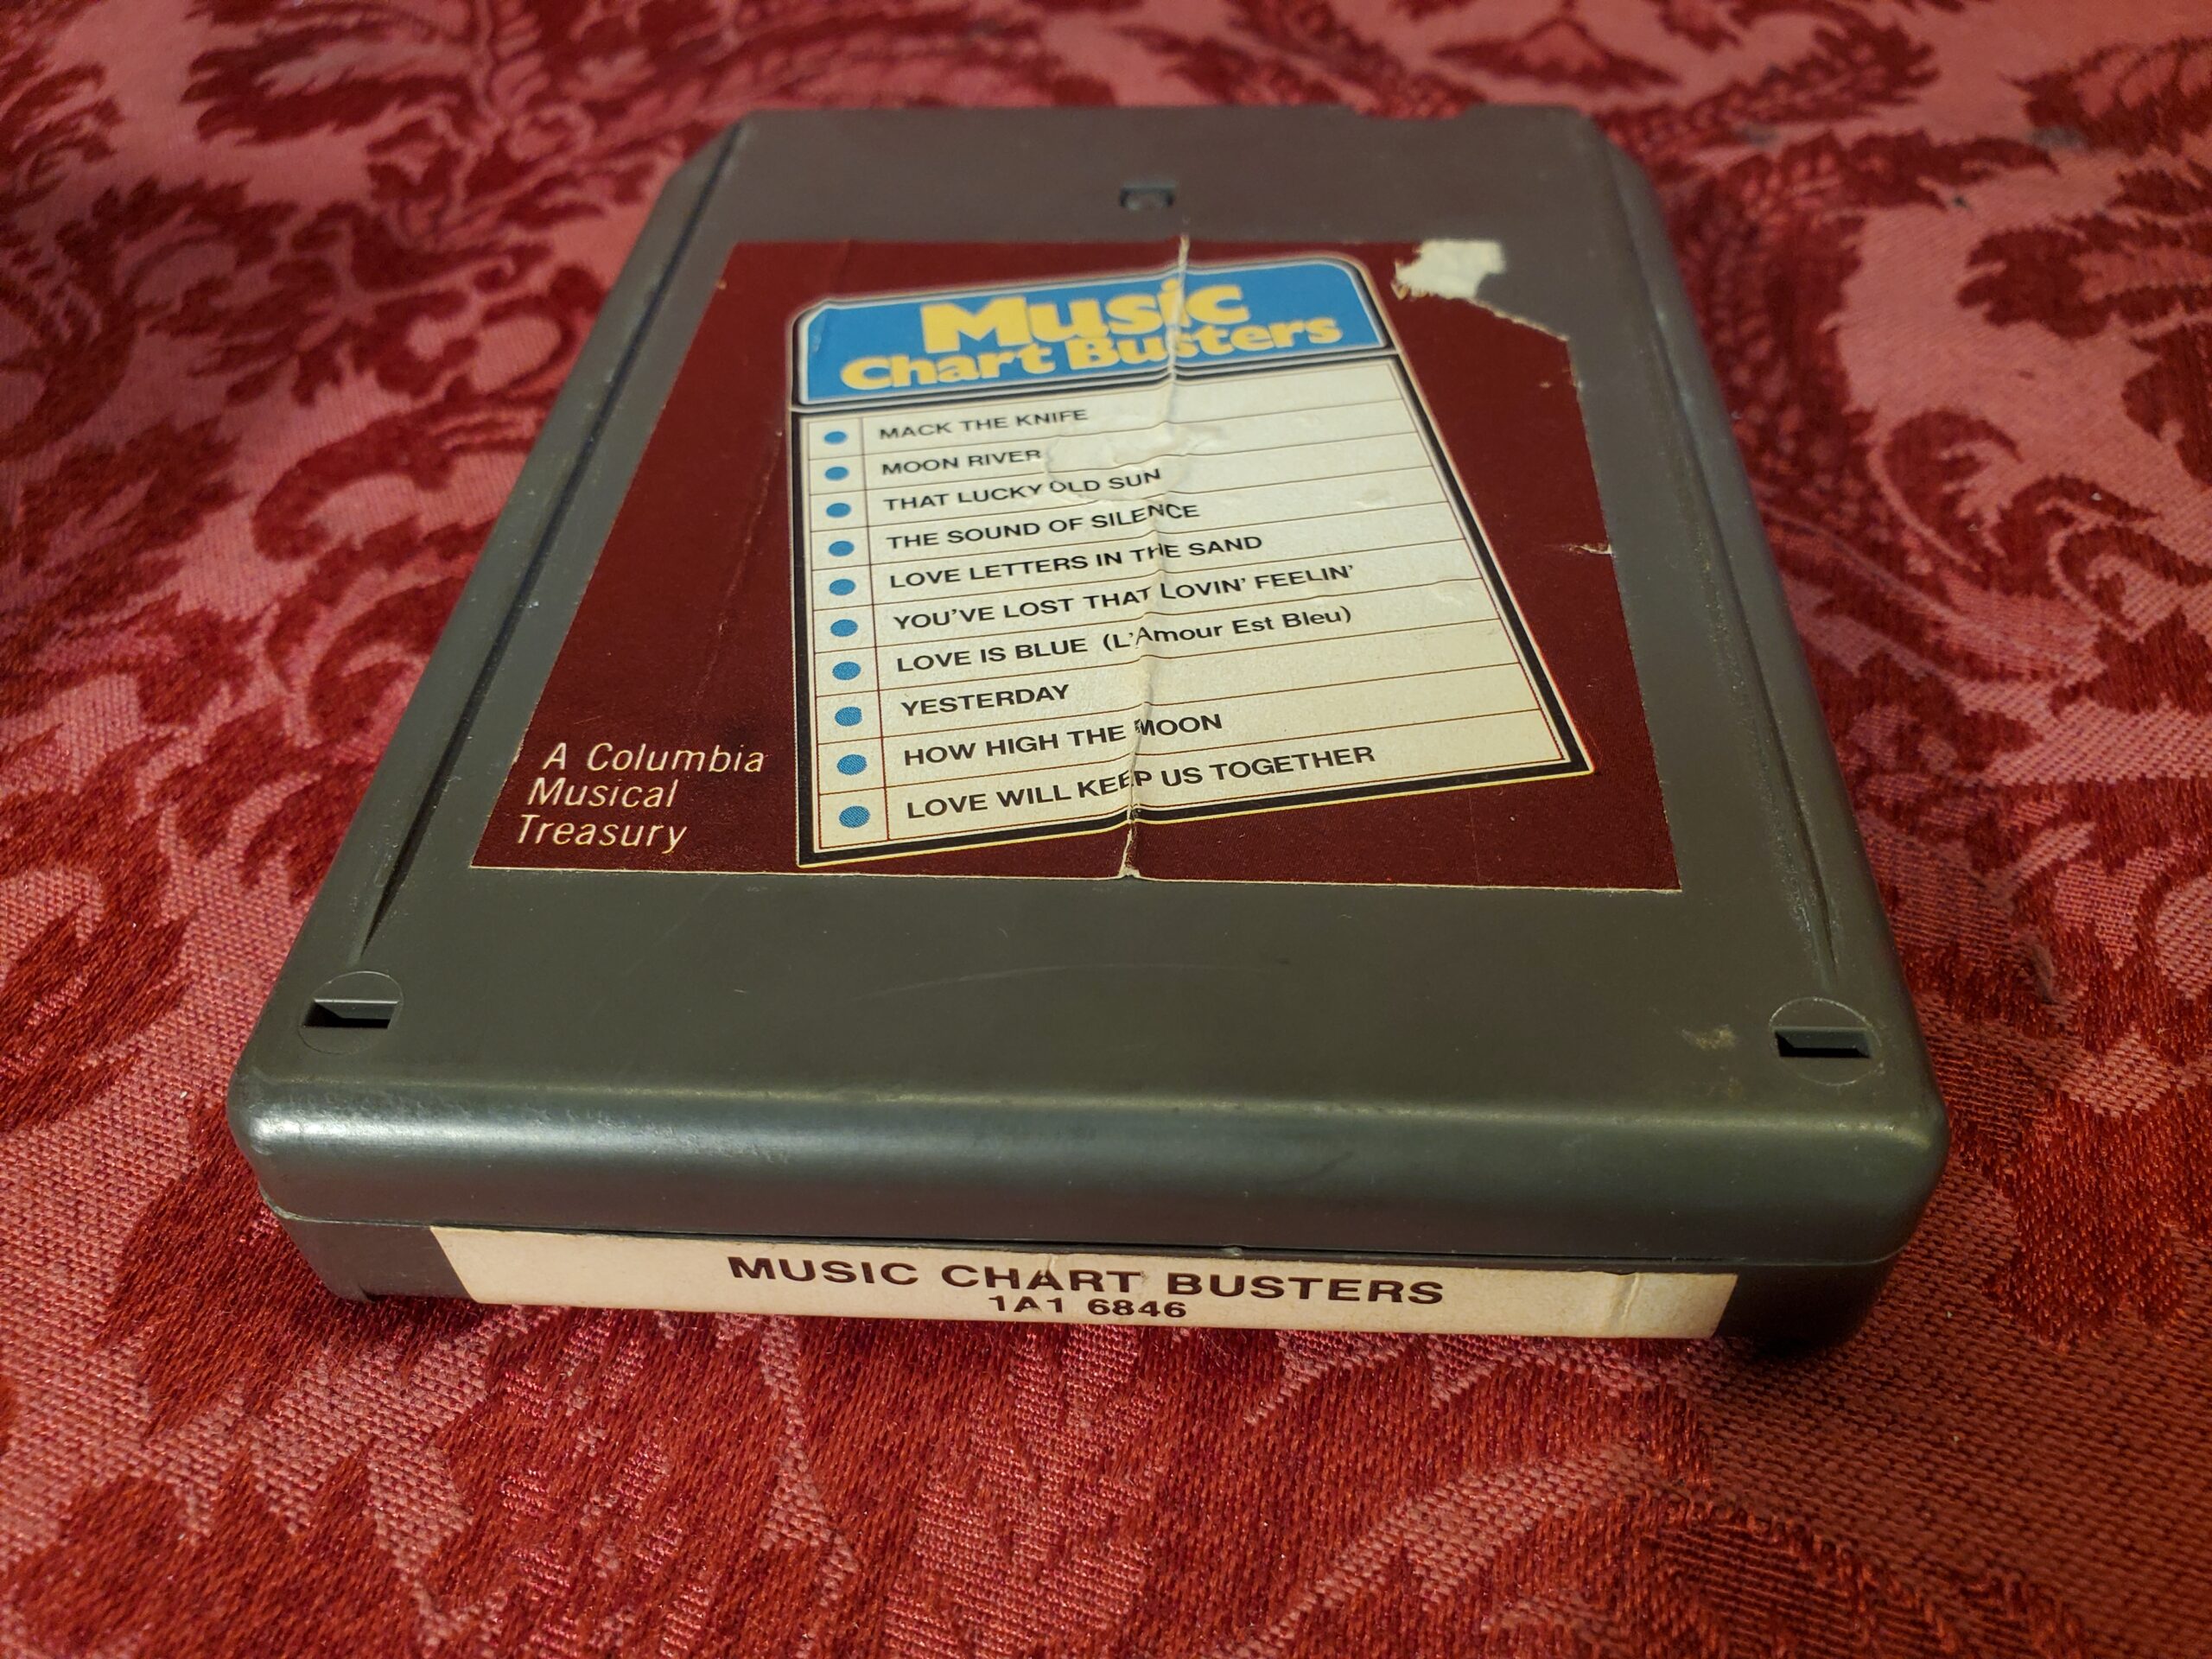 Music
Chart Busters
MACK THE KNIFE
MOON RIVER
THAT LUCKY OLD SUN
THE SOUND OF SILENCE
LOVE LETTERS IN THE SAND
YOU'VE LOST THAT LOVIN' FEELIN'
LOVE IS BLUE (L'Amour Est Bleu)
YESTERDAY
HOW HIGH THE MOON
LOVE WILL KEEP US TOGETHER
A Columbia
Musical
Treasury
MUSIC CHART BUSTERS
1A1 6846